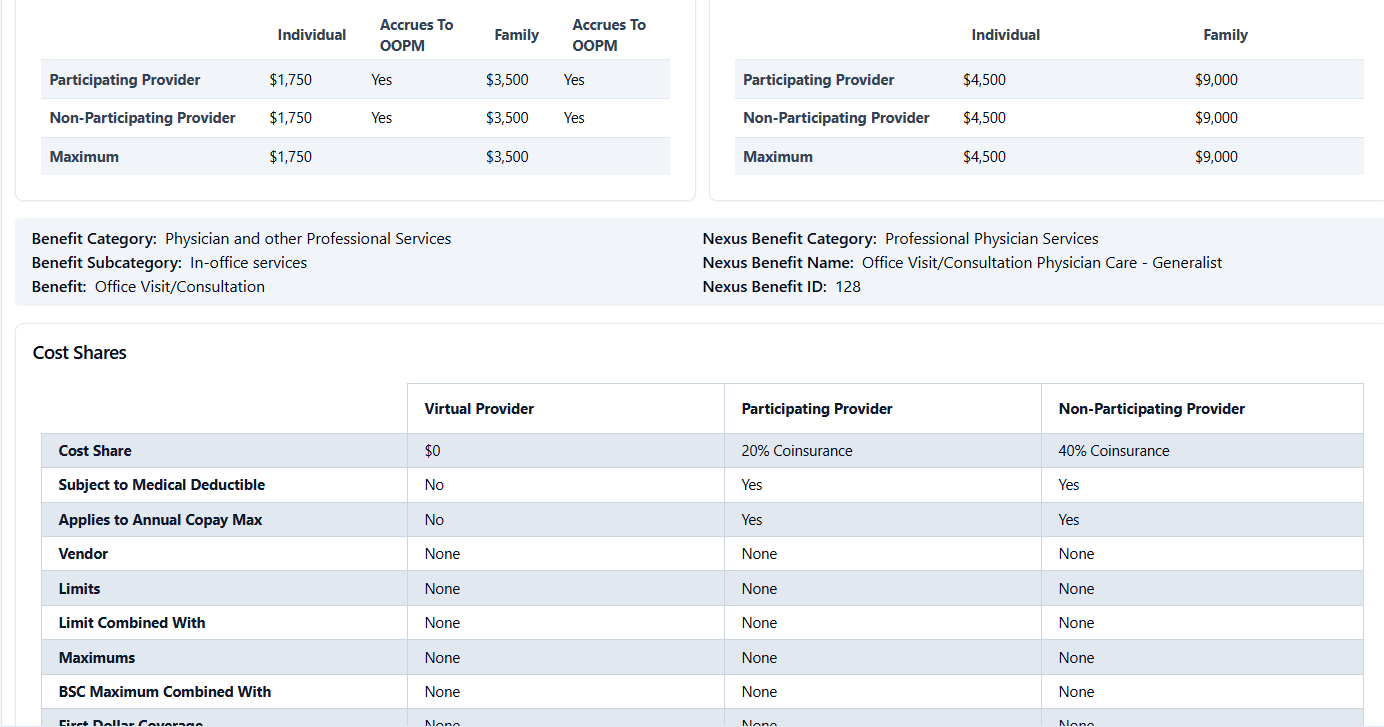 Individual Accrues To OOPM Family Accrues To OOPM
Participating Provider $1,750 Yes $3,500 Yes
Non-Participating Provider $1,750 Yes $3,500 Yes
Maximum $1,750 $3,500
Individual Family
Participating Provider $4,500 $9,000
Non-Participating Provider $4,500 $9,000
Maximum $4,500 $9,000
Benefit Category: Physician and other Professional Services
Benefit Subcategory: In-office services
Benefit: Office Visit/Consultation
Nexus Benefit Category: Professional Physician Services
Nexus Benefit Name: Office Visit/Consultation Physician Care - Generalist
Nexus Benefit ID: 128
Cost Shares
Virtual Provider Participating Provider Non-Participating Provider
Cost Share $0 20% Coinsurance 40% Coinsurance
Subject to Medical Deductible No Yes Yes
Applies to Annual Copay Max No Yes Yes
Vendor None None None
Limits None None None
Limit Combined With None None None
Maximums None None None
BSC Maximum Combined With None None None
First Dollar Coverage None None None